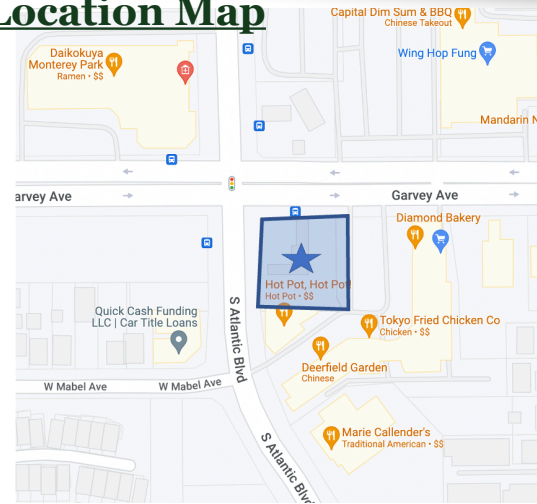 Location Map
Capital Dim Sum & BBQ
Chinese Takeout
Daikokuya
Monterey Park
Ramen • $$
Wing Hop Fung
Mandarin N
arvey Ave
Garvey Ave
Diamond Bakery
Hot Pot, Hot Pot!
Hot Pot • $$
Quick Cash Funding
LLC | Car Title Loans
S Atlantic Blvd
Tokyo Fried Chicken Co
Chicken • $$
Deerfield Garden
Chinese
W Mabel Ave
W Mabel Ave
Marie Callender's
Traditional American • $$
S Atlantic Blvd